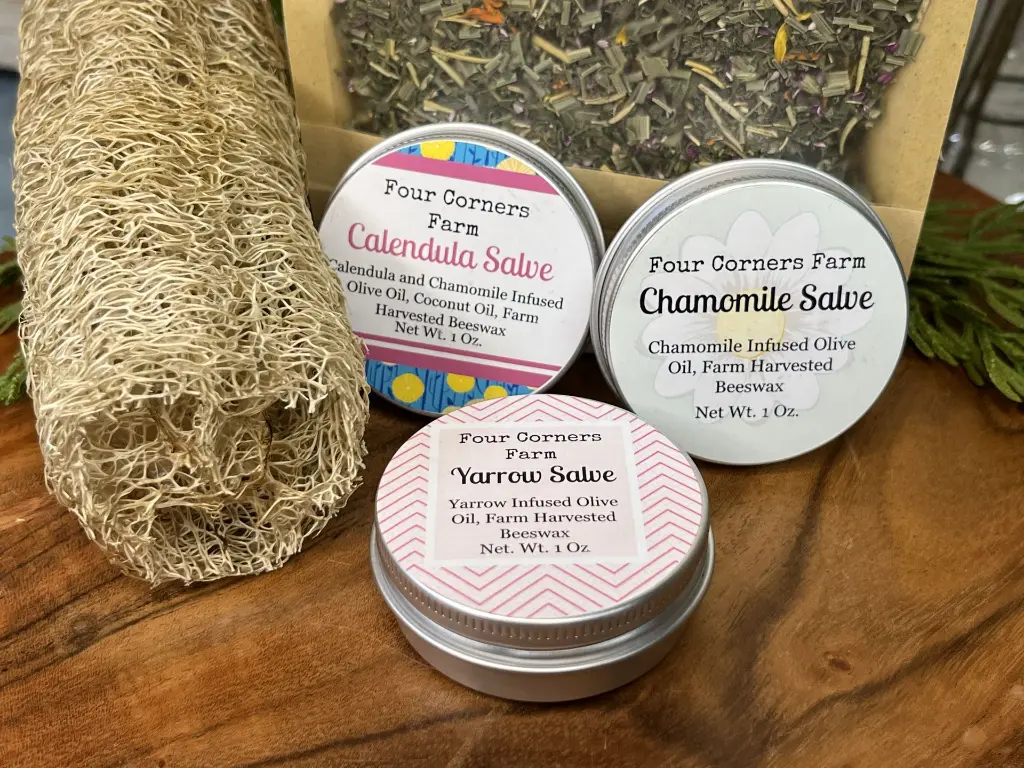 Four Corners
Farm
Calendula Salve
Calendula and Chamomile Infused
Olive Oil, Coconut Oil, Farm
Harvested Beeswax
Net Wt. 1 Oz.
Four Corners Farm
Chamomile Salve
Chamomile Infused Olive
Oil, Farm Harvested
Beeswax
Net Wt. 1 Oz.
Four Corners
Farm
Yarrow Salve
Yarrow Infused Olive
Oil, Farm Harvested
Beeswax
Net. Wt. 1 Oz